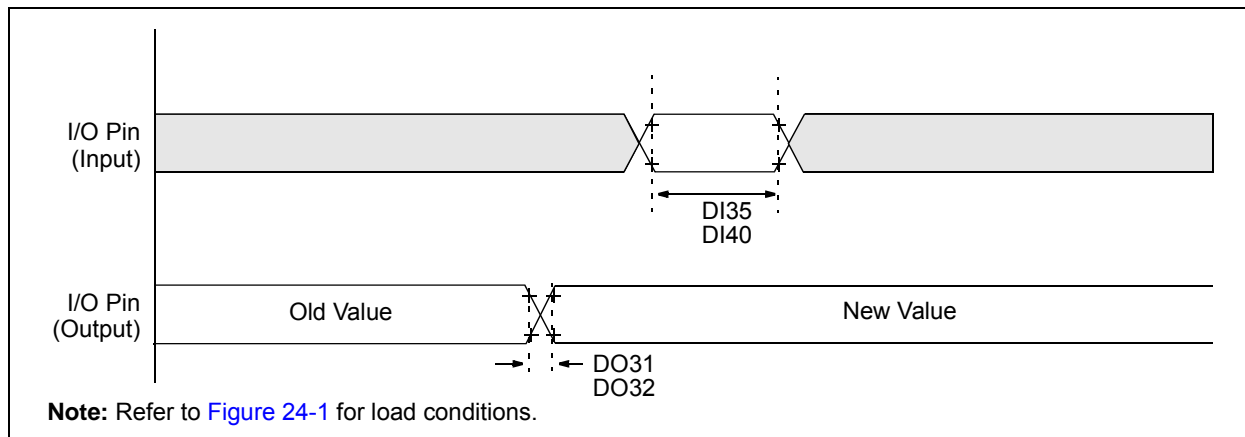 I/O Pin
(Input)
DI35
DI40
I/O Pin
(Output)
Old Value
New Value
DO31
DO32
Note: Refer to Figure 24-1 for load conditions.